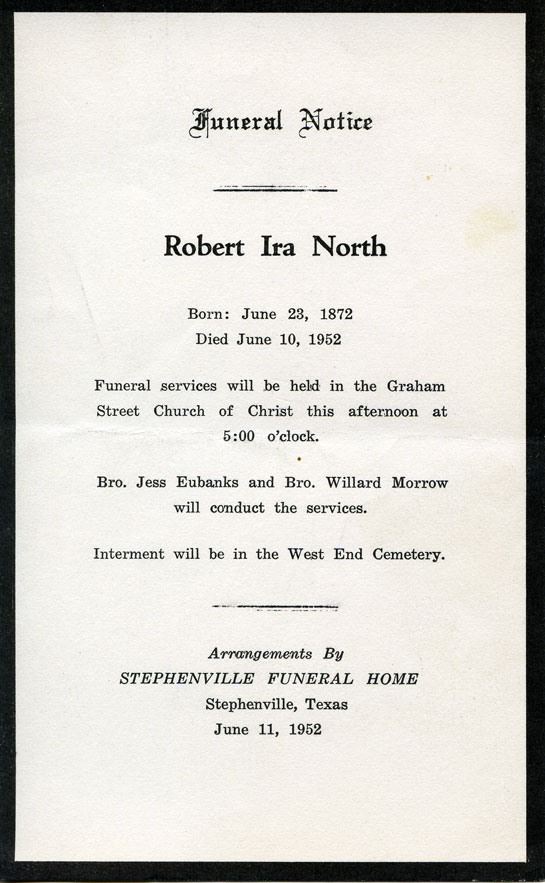 Funeral Notice
Robert Ira North
Born: June 23, 1872
Died June 10, 1952
Funeral services will be held in the Graham
Street Church of Christ this afternoon at
5:00 o'clock.
Bro. Jess Eubanks and Bro. Willard Morrow
will conduct the services.
Interment will be in the West End Cemetery.
Arrangements By
STEPHENVILLE FUNERAL HOME
Stephenville, Texas
June 11, 1952